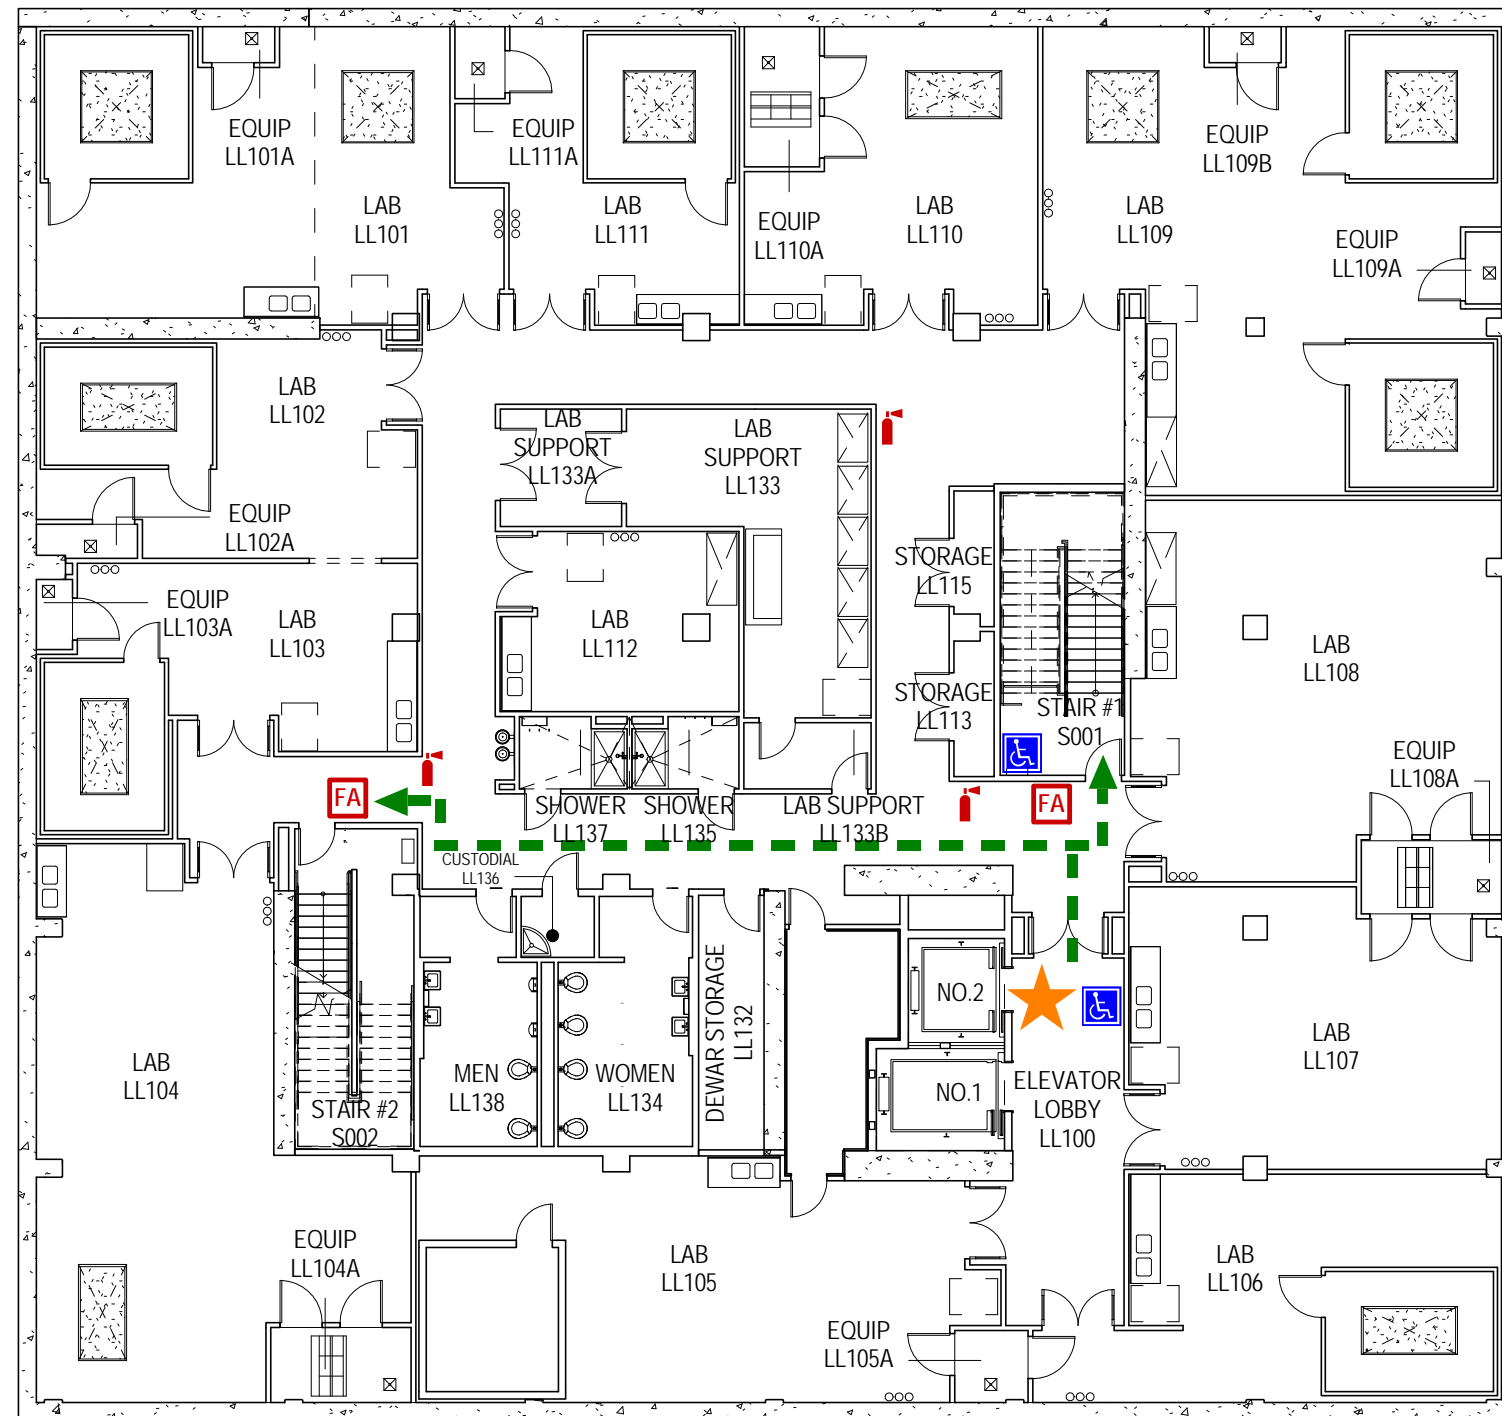 EQUIP
LL101A
EQUIP
LL111A
EQUIP
LL109B
LAB
LL101
LAB
LL111
EQUIP
LL110A
LAB
LL110
LAB
LL109
EQUIP
LL109A
LAB
LL102
LAB
SUPPORT
LL133A
LAB
SUPPORT
LL133
EQUIP
LL102A
STORAGE
LL115
EQUIP
LL103A
LAB
LL103
LAB
LL112
LAB
LL108
STORAGE
LL113
STAIR #1
S001
EQUIP
LL108A
FA
SHOWER
LL137
SHOWER
LL135
LAB SUPPORT
LL133B
FA
CUSTODIAL
LL136
DEWAR STORAGE
LL132
NO.2
LAB
LL104
MEN
LL138
WOMEN
LL134
NO.1
ELEVATOR
LOBBY
LL100
LAB
LL107
STAIR #2
S002
EQUIP
LL104A
LAB
LL105
LAB
LL106
EQUIP
LL105A